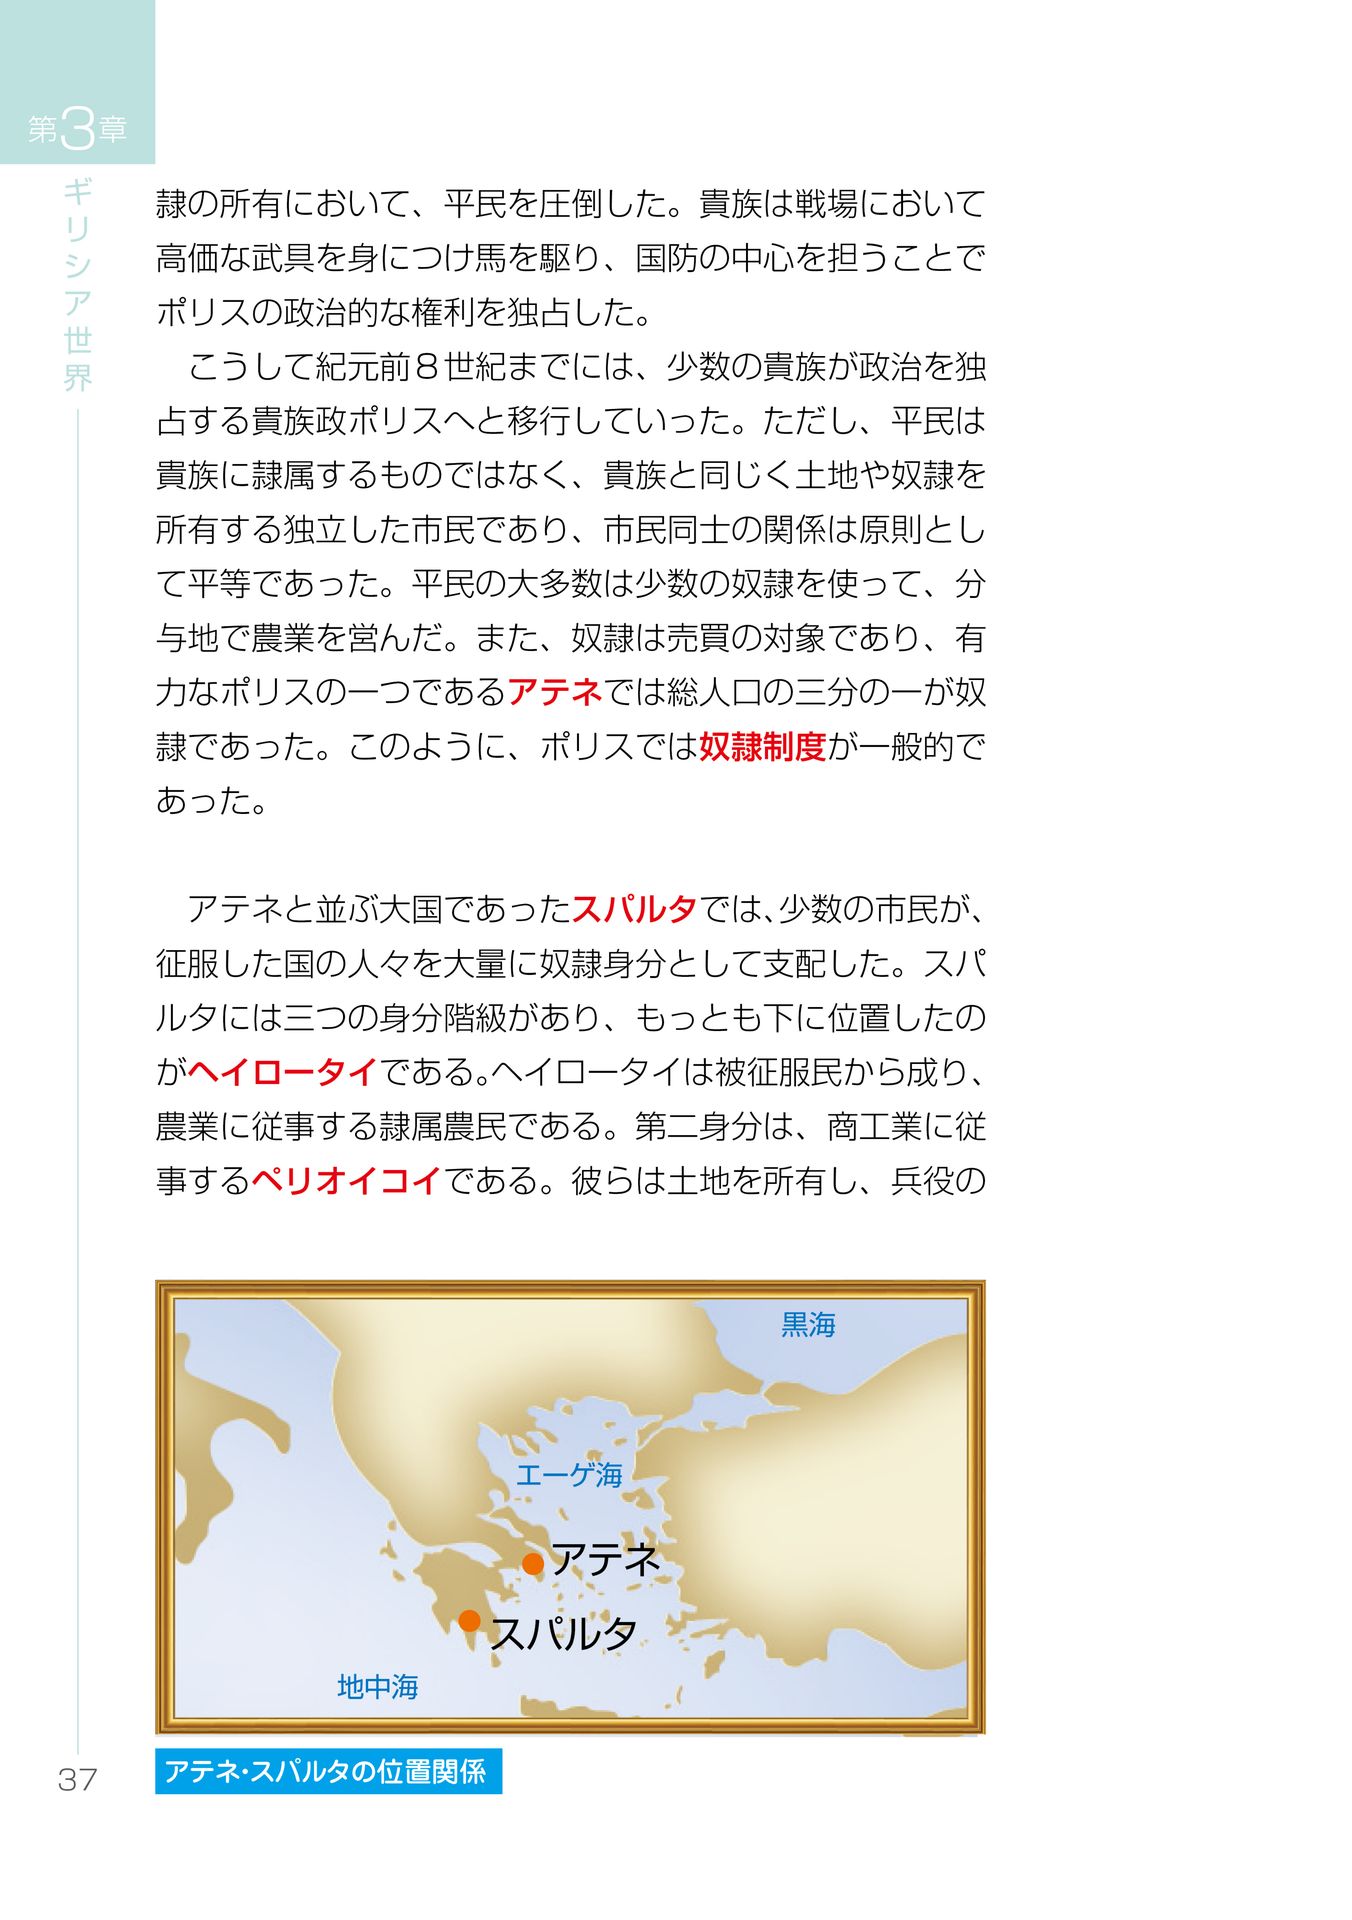 第3章
ギリシア世界
隷の所有において、平民を圧倒した。貴族は戦場において
高価な武具を身につけ馬を駆り、国防の中心を担うことで
ポリスの政治的な権利を独占した。
　こうして紀元前８世紀までには、少数の貴族が政治を独
占する貴族政ポリスへと移行していった。ただし、平民は
貴族に隷属するものではなく、貴族と同じく土地や奴隷を
所有する独立した市民であり、市民同士の関係は原則とし
て平等であった。平民の大多数は少数の奴隷を使って、分
与地で農業を営んだ。また、奴隷は売買の対象であり、有
力なポリスの一つであるアテネでは総人口の三分の一が奴
隷であった。このように、ポリスでは奴隷制度が一般的で
あった。
　アテネと並ぶ大国であったスパルタでは、少数の市民が、
征服した国の人々を大量に奴隷身分として支配した。スパ
ルタには三つの身分階級があり、もっとも下に位置したの
がヘイロータイである。ヘイロータイは被征服民から成り、
農業に従事する隷属農民である。第二身分は、商工業に従
事するペリオイコイである。彼らは土地を所有し、兵役の
黒海
エーゲ海
アテネ
スパルタ
地中海
アテネ・スパルタの位置関係
37